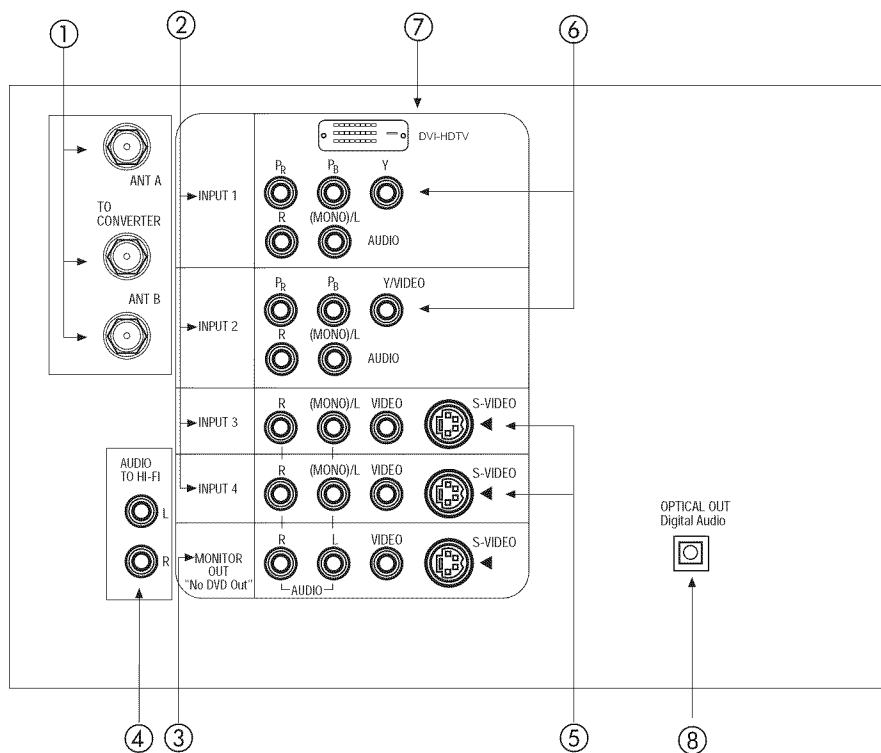 ① ② ⑦ ⑥
ANT A
TO
CONVERTER
ANT B
INPUT 1
DVI-HDTV
PR PB Y
R (MONO)/L AUDIO
INPUT 2
PR PB Y/VIDEO
R (MONO)/L AUDIO
INPUT 3
R (MONO)/L VIDEO S-VIDEO
INPUT 4
R (MONO)/L VIDEO S-VIDEO
MONITOR
OUT
"No DVD Out"
R L VIDEO S-VIDEO
AUDIO
AUDIO
TO HI-FI
L
R
OPTICAL OUT
Digital Audio
④ ③ ⑤ ⑧